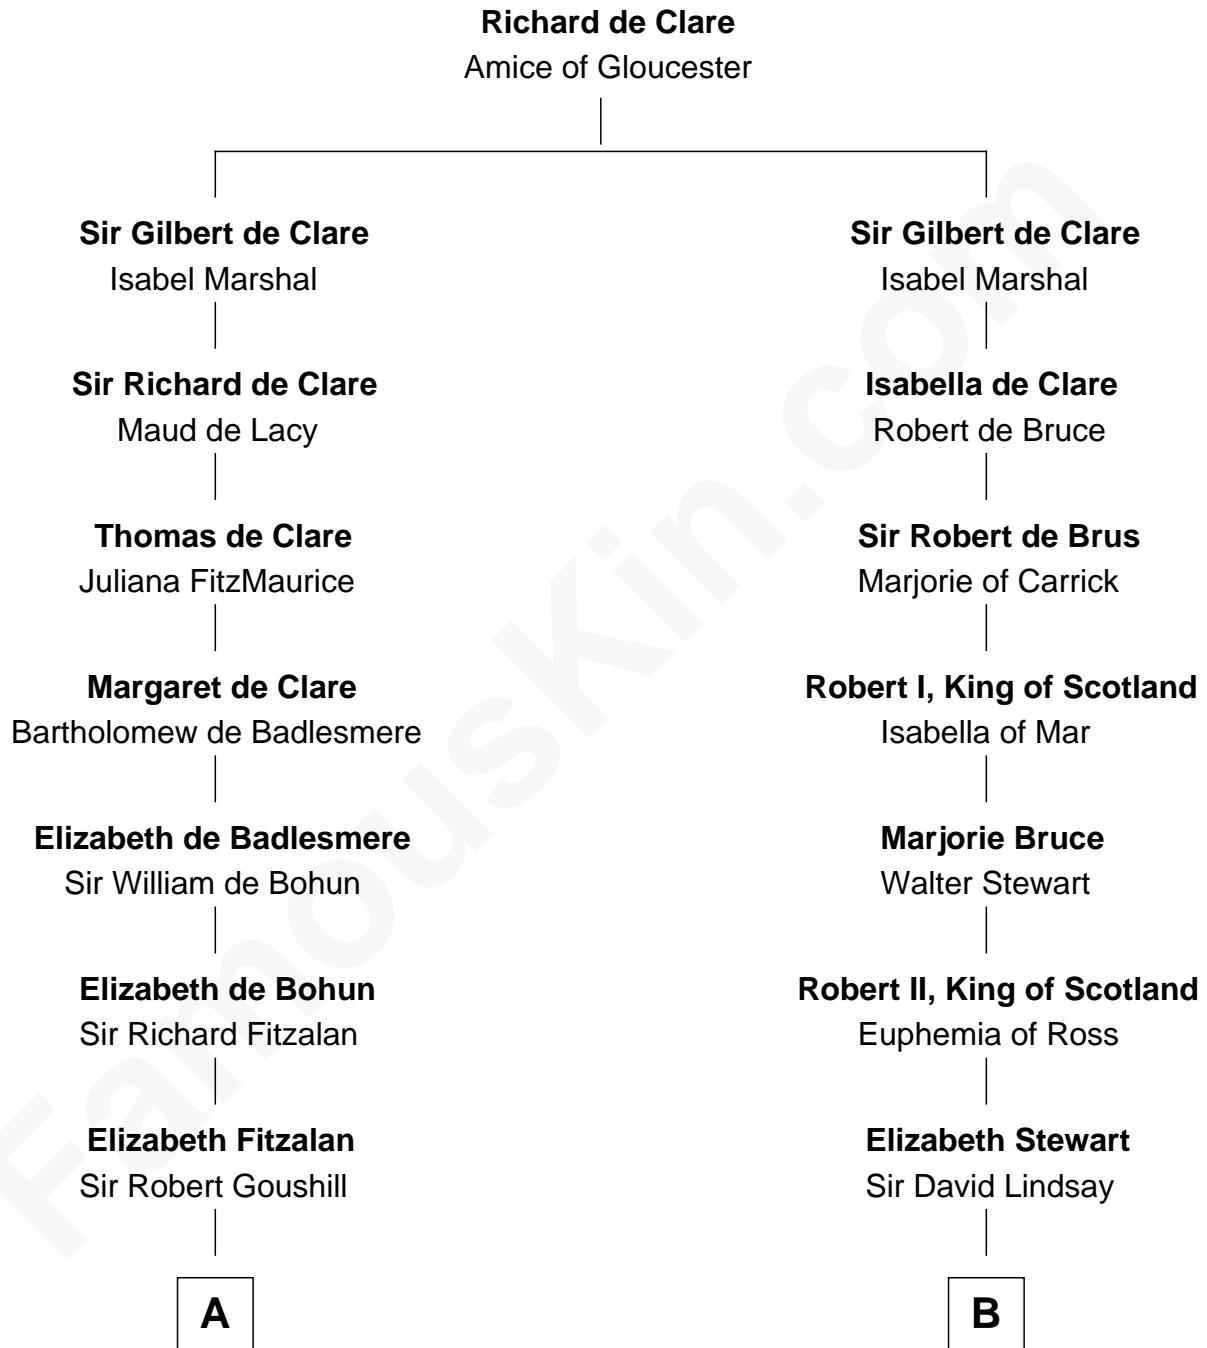 Richard de Clare
Amice of Gloucester
Sir Gilbert de Clare
Isabel Marshal
Sir Richard de Clare
Maud de Lacy
Thomas de Clare
Juliana FitzMaurice
Margaret de Clare
Bartholomew de Badlesmere
Elizabeth de Badlesmere
Sir William de Bohun
Elizabeth de Bohun
Sir Richard Fitzalan
Elizabeth Fitzalan
Sir Robert Goushill
A
Sir Gilbert de Clare
Isabel Marshal
Isabella de Clare
Robert de Bruce
Sir Robert de Brus
Marjorie of Carrick
Robert I, King of Scotland
Isabella of Mar
Marjorie Bruce
Walter Stewart
Robert II, King of Scotland
Euphemia of Ross
Elizabeth Stewart
Sir David Lindsay
B
FamousKin.com